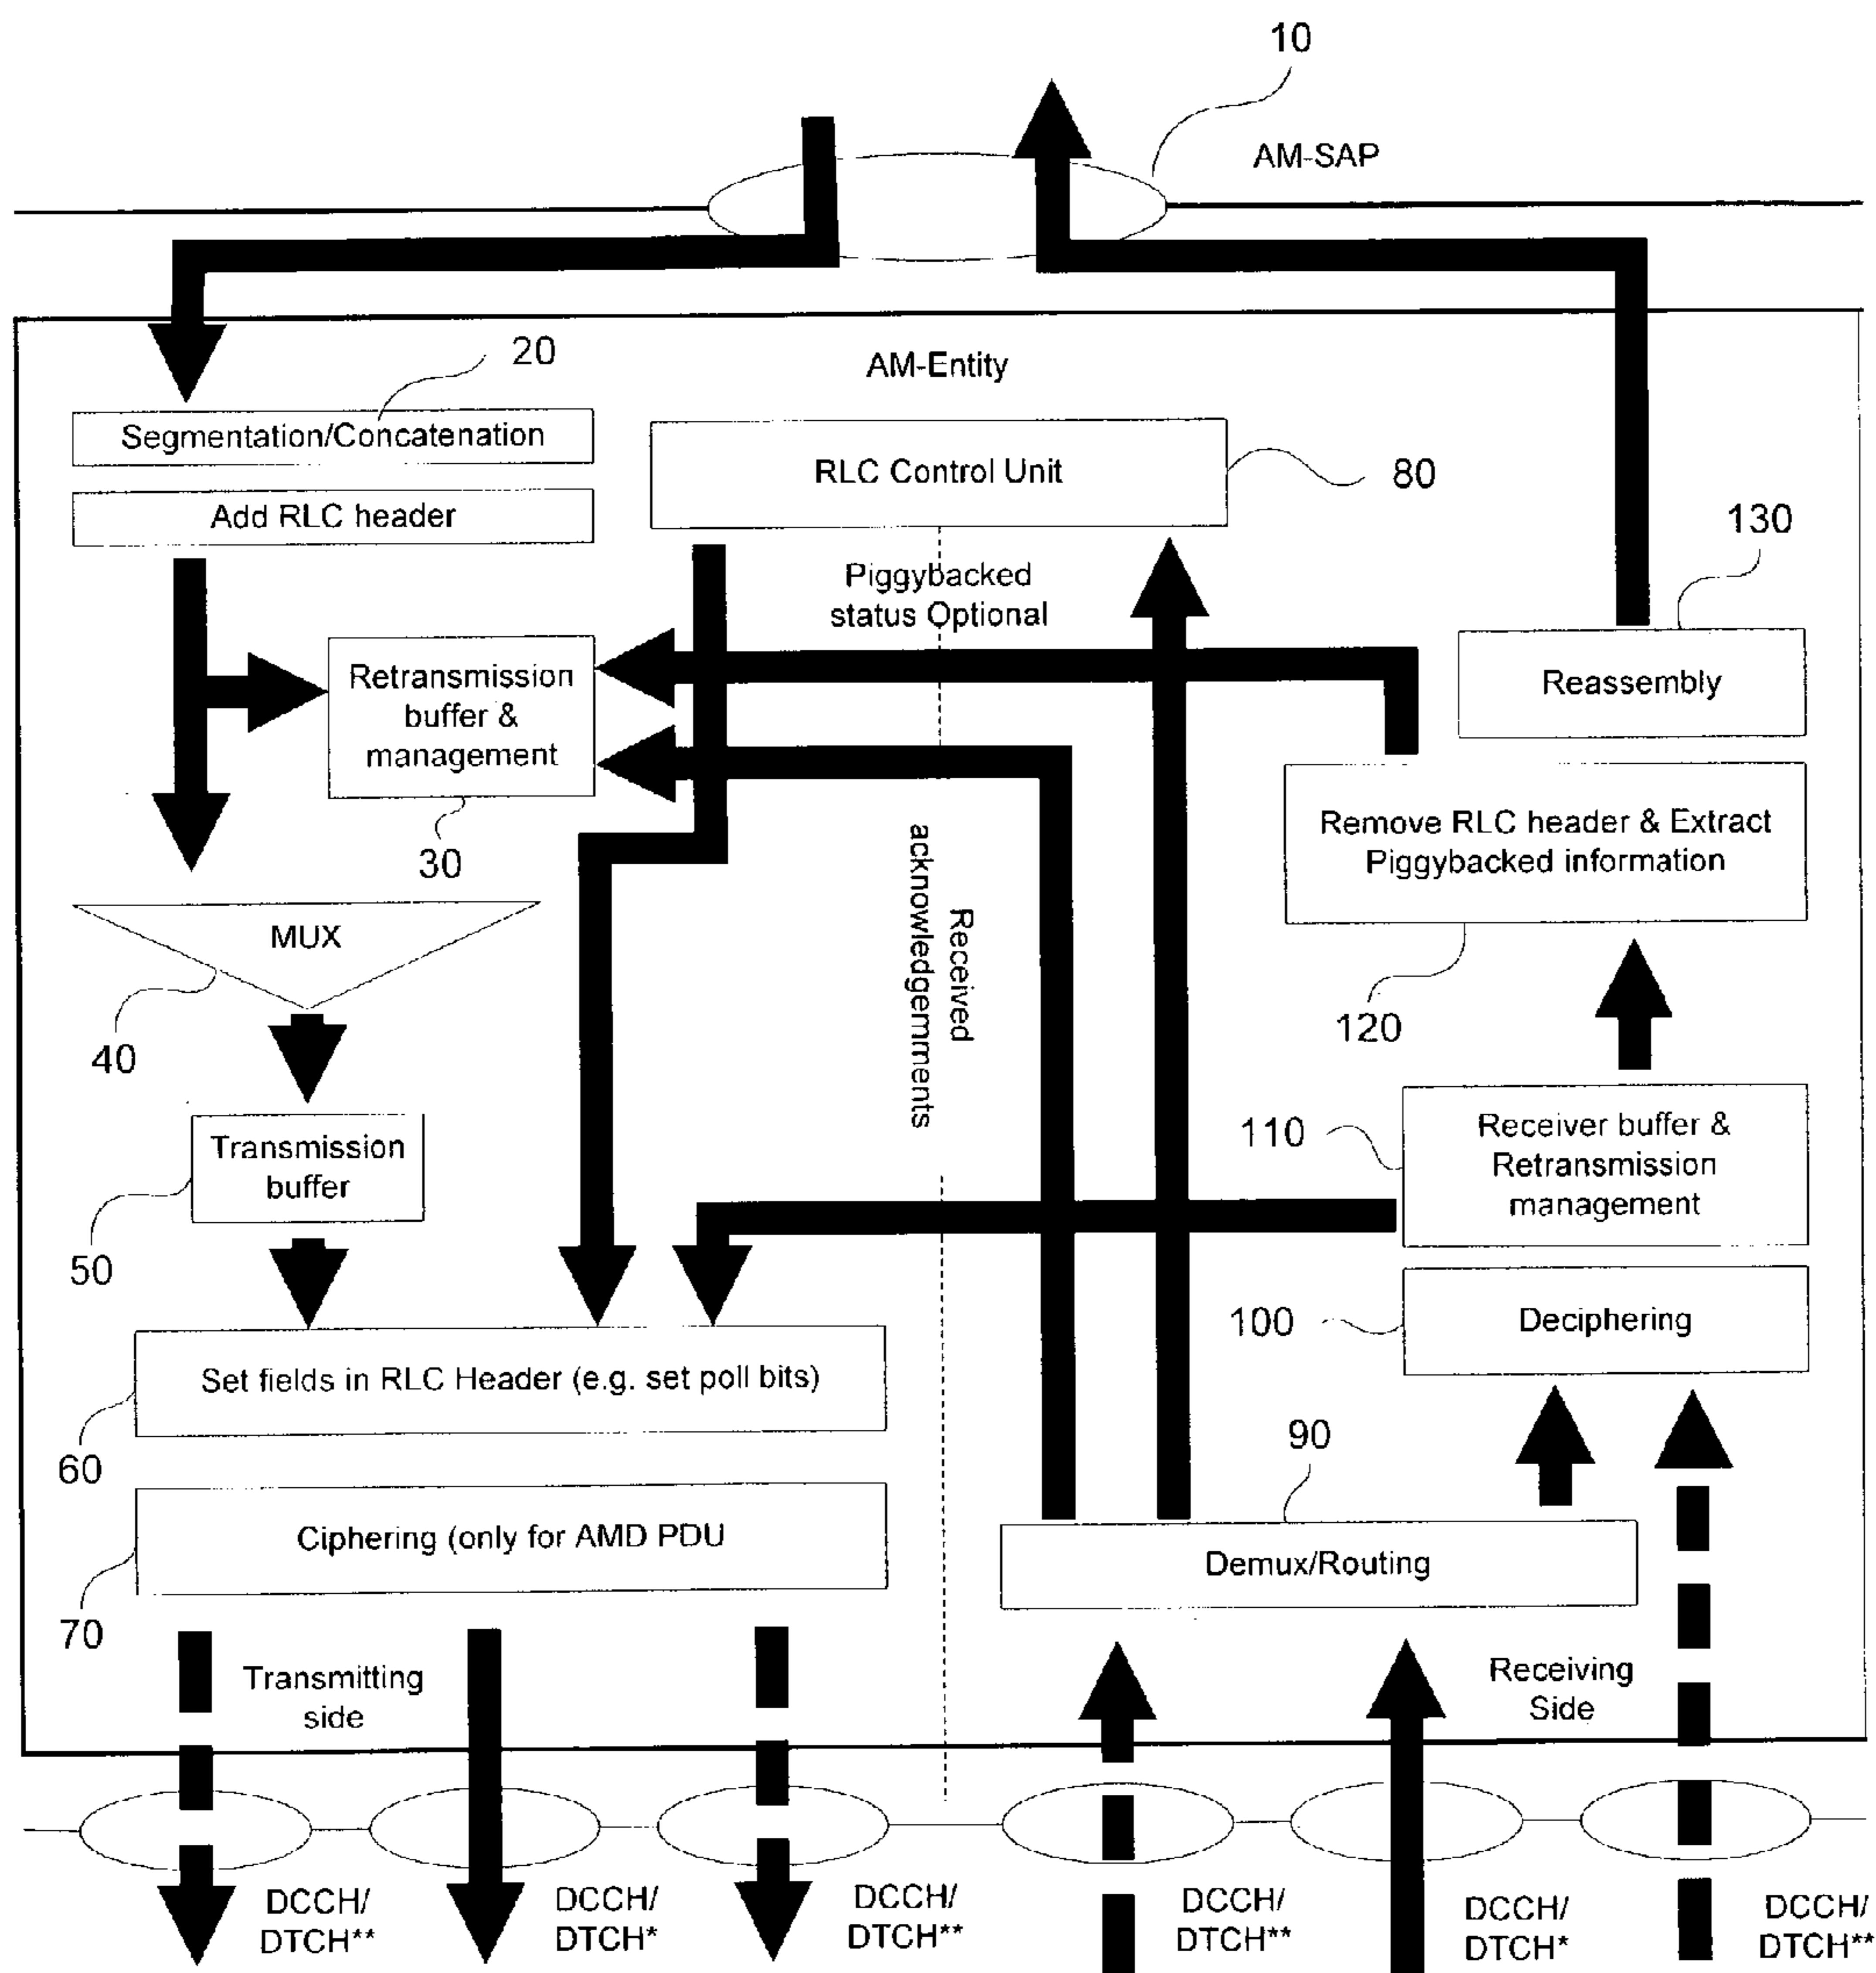 10
AM-SAP
20
AM-Entity
Segmentation/Concatenation
RLC Control Unit
80
Add RLC header
130
Piggybacked
status Optional
Retransmission
buffer &
management
Reassembly
30
Remove RLC header & Extract
Piggybacked information
Received
acknowledgemments
MUX
40
120
Transmission
buffer
50
110
Receiver buffer &
Retransmission
management
100
Deciphering
Set fields in RLC Header (e.g. set poll bits)
60
90
Ciphering (only for AMD PDU
70
Demux/Routing
Transmitting
side
Receiving
Side
DCCH/
DTCH**
DCCH/
DTCH*
DCCH/
DTCH**
DCCH/
DTCH**
DCCH/
DTCH*
DCCH/
DTCH**